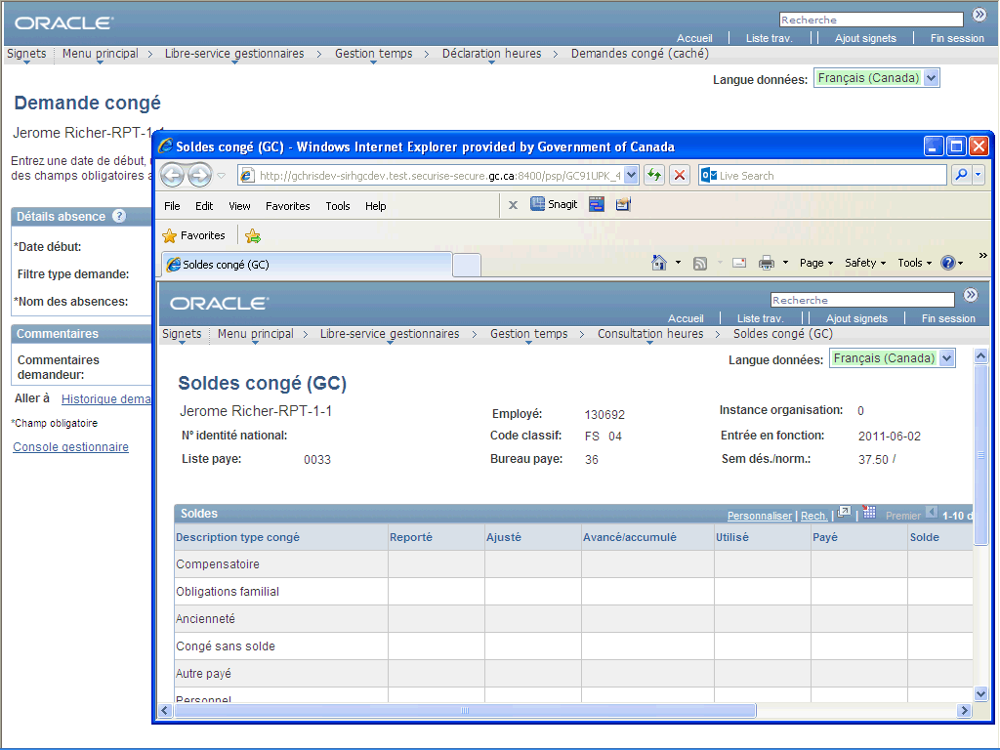 ORACLE
Recherche
Accueil Liste trav. Ajout signets Fin session
Signets Menu principal > Libre-service gestionnaires > Gestion temps > Déclaration heures > Demandes congé (caché)
Langue données: Français (Canada)
Demande congé
Jerome Richer-RPT-1-1
Entrez une date de début,
des champs obligatoires a
Détails absence ?
*Date début:
Filtre type demande:
*Nom des absences:
Commentaires
Commentaires
demandeur:
Aller à Historique dema
*Champ obligatoire
Console gestionnaire
Soldes congé (GC) - Windows Internet Explorer provided by Government of Canada
http://gchrisdev-sirhgcdev.test.securise-secure.gc.ca:8400/psp/GC91UPK_4
Live Search
File Edit View Favorites Tools Help
x Snagit
Favorites
Soldes congé (GC)
Page Safety Tools
ORACLE
Recherche
Accueil Liste trav. Ajout signets Fin session
Signets Menu principal > Libre-service gestionnaires > Gestion temps > Consultation heures > Soldes congé (GC)
Langue données: Français (Canada)
Soldes congé (GC)
Jerome Richer-RPT-1-1 Employé: 130692 Instance organisation: 0
N° identité national: Code classif: FS 04 Entrée en fonction: 2011-06-02
Liste paye: 0033 Bureau paye: 36 Sem dés./norm.: 37.50 /
Soldes Personnaliser | Rech. | | Premier 1-10 d
Description type congé Reporté Ajusté Avancé/accumulé Utilisé Payé Solde
Compensatoire
Obligations familial
Ancienneté
Congé sans solde
Autre payé
Personnel